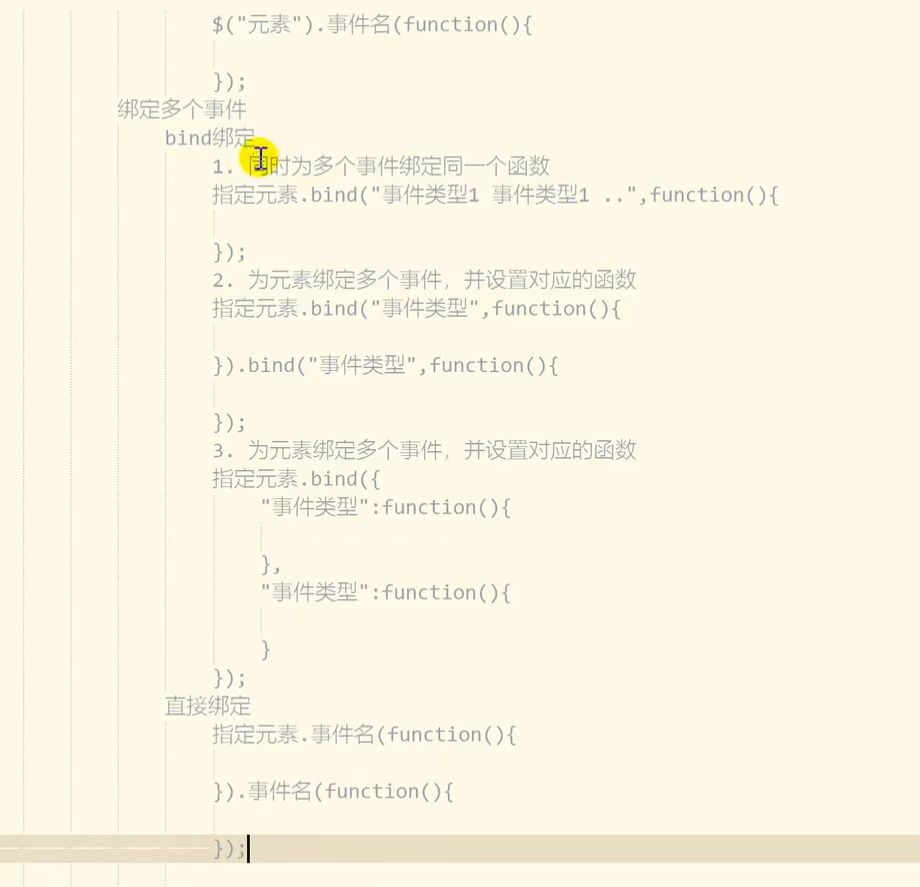 $("元素").事件名(function(){
});
绑定多个事件
bind绑定
1. 同时为多个事件绑定同一个函数
指定元素.bind("事件类型1 事件类型1 ..",function(){
});
2. 为元素绑定多个事件，并设置对应的函数
指定元素.bind("事件类型",function(){
}).bind("事件类型",function(){
});
3. 为元素绑定多个事件，并设置对应的函数
指定元素.bind({
"事件类型":function(){
},
"事件类型":function(){
}
});
直接绑定
指定元素.事件名(function(){
}).事件名(function(){
});